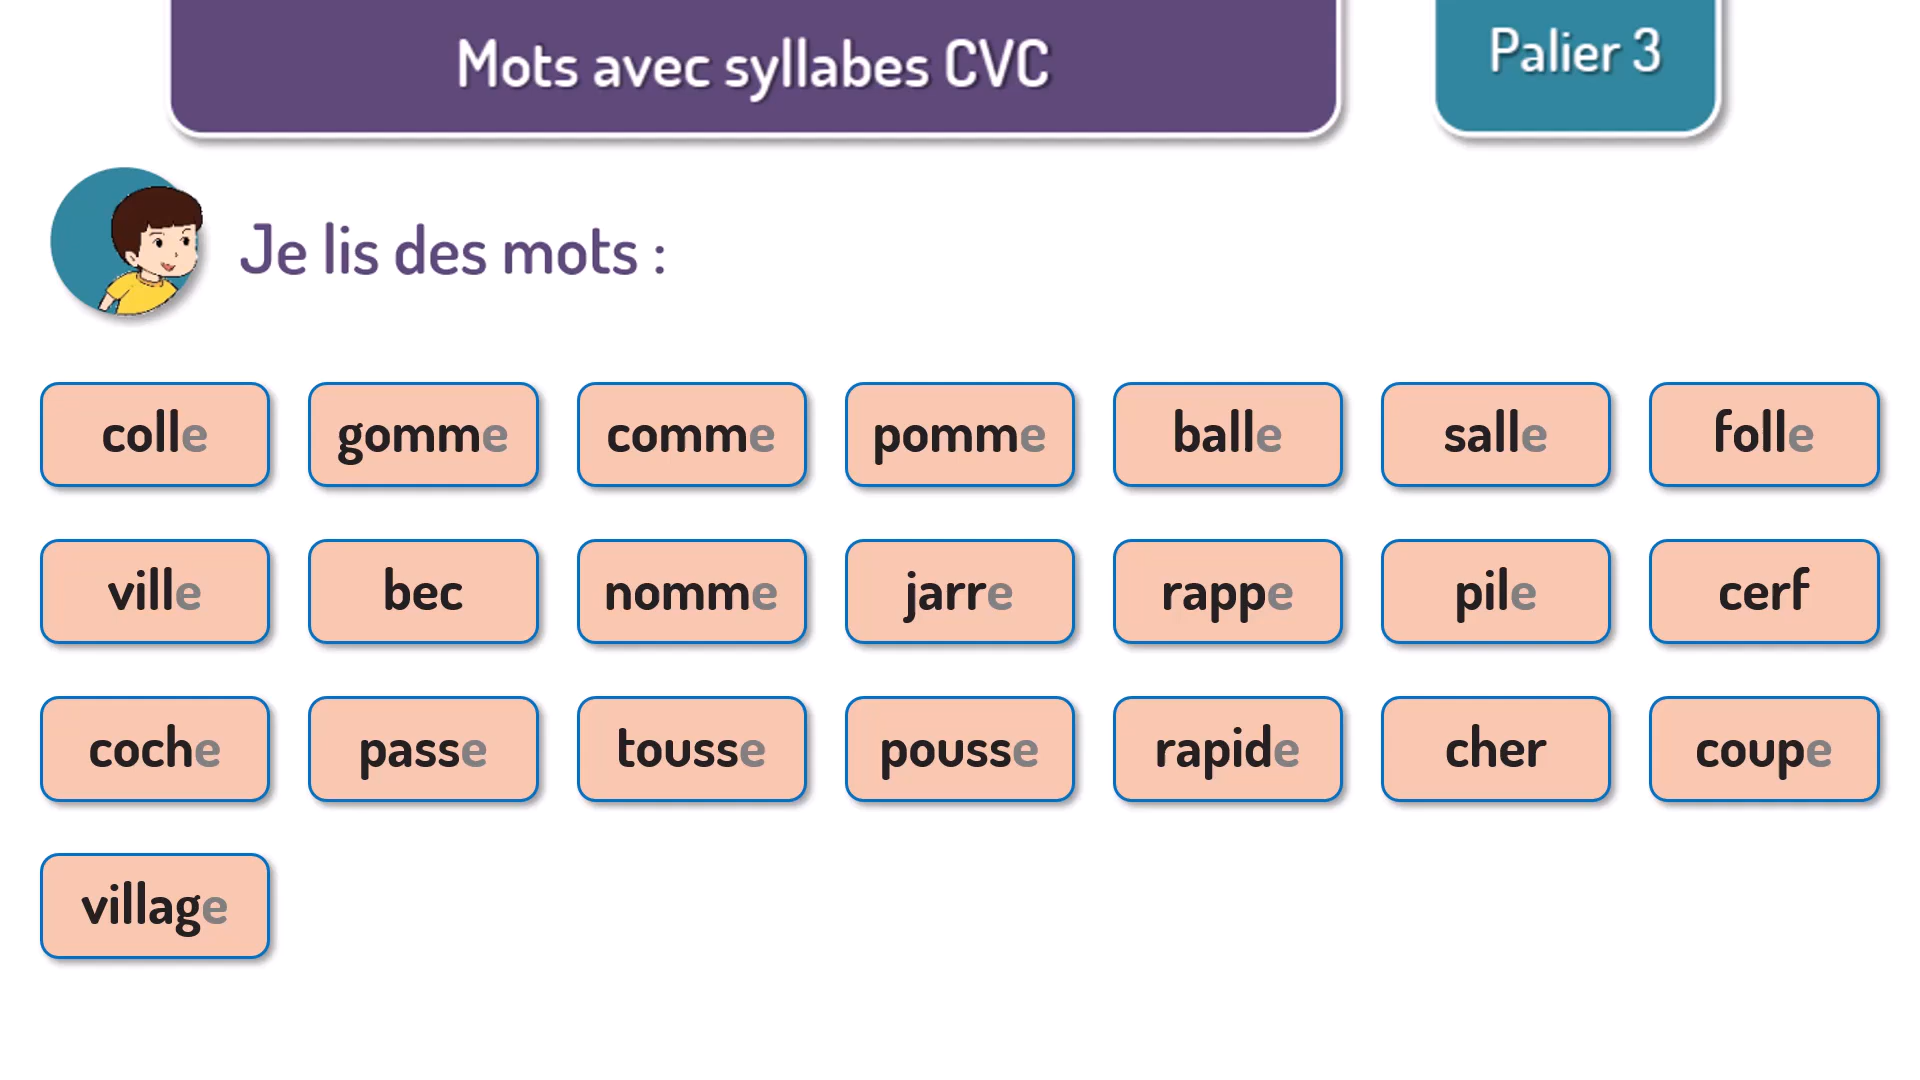 Mots avec syllabes CVC
Palier 3
Je lis des mots :
colle gomme comme pomme balle salle folle
ville bec nomme jarre rappe pile cerf
coche passe tousse pousse rapide cher coupe
village